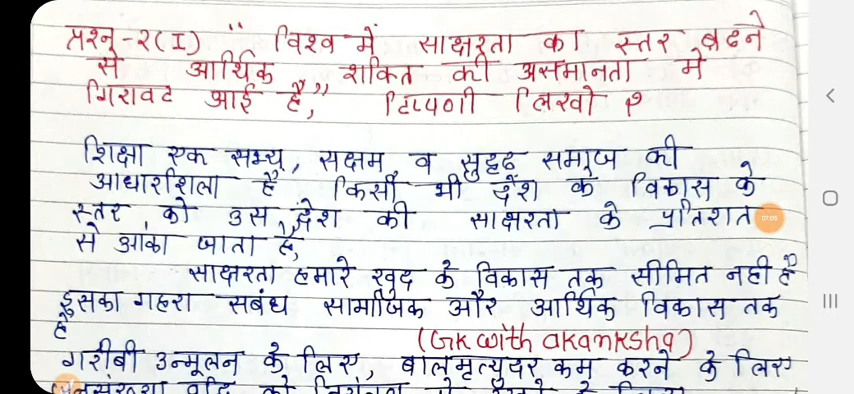 प्रश्न-२(I) " विश्व में साक्षरता का स्तर बढने
से आर्थिक शक्ति की असमानता में
गिरावट आई है," टिप्पणी लिखो ?
शिक्षा एक सभ्य, सक्षम व सुदृढ समाज की
आधारशिला है किसी भी देश के विकास के
स्तर को उस देश की साक्षरता के प्रतिशत
से आंका जाता है,
साक्षरता हमारे खुद के विकास तक सीमित नही है
इसका गहरा सबंध सामाजिक और आर्थिक विकास तक
है
(Gk with akanksha)
गरीबी उन्मूलन के लिए, बालमृत्युदर कम करने के लिए